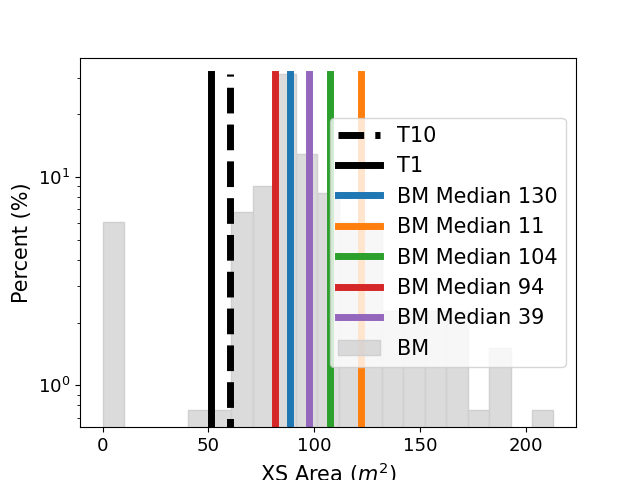 Percent (%)
10¹
10⁰
T10
T1
BM Median 130
BM Median 11
BM Median 104
BM Median 94
BM Median 39
BM
0 50 100 150 200
XS Area (m²)